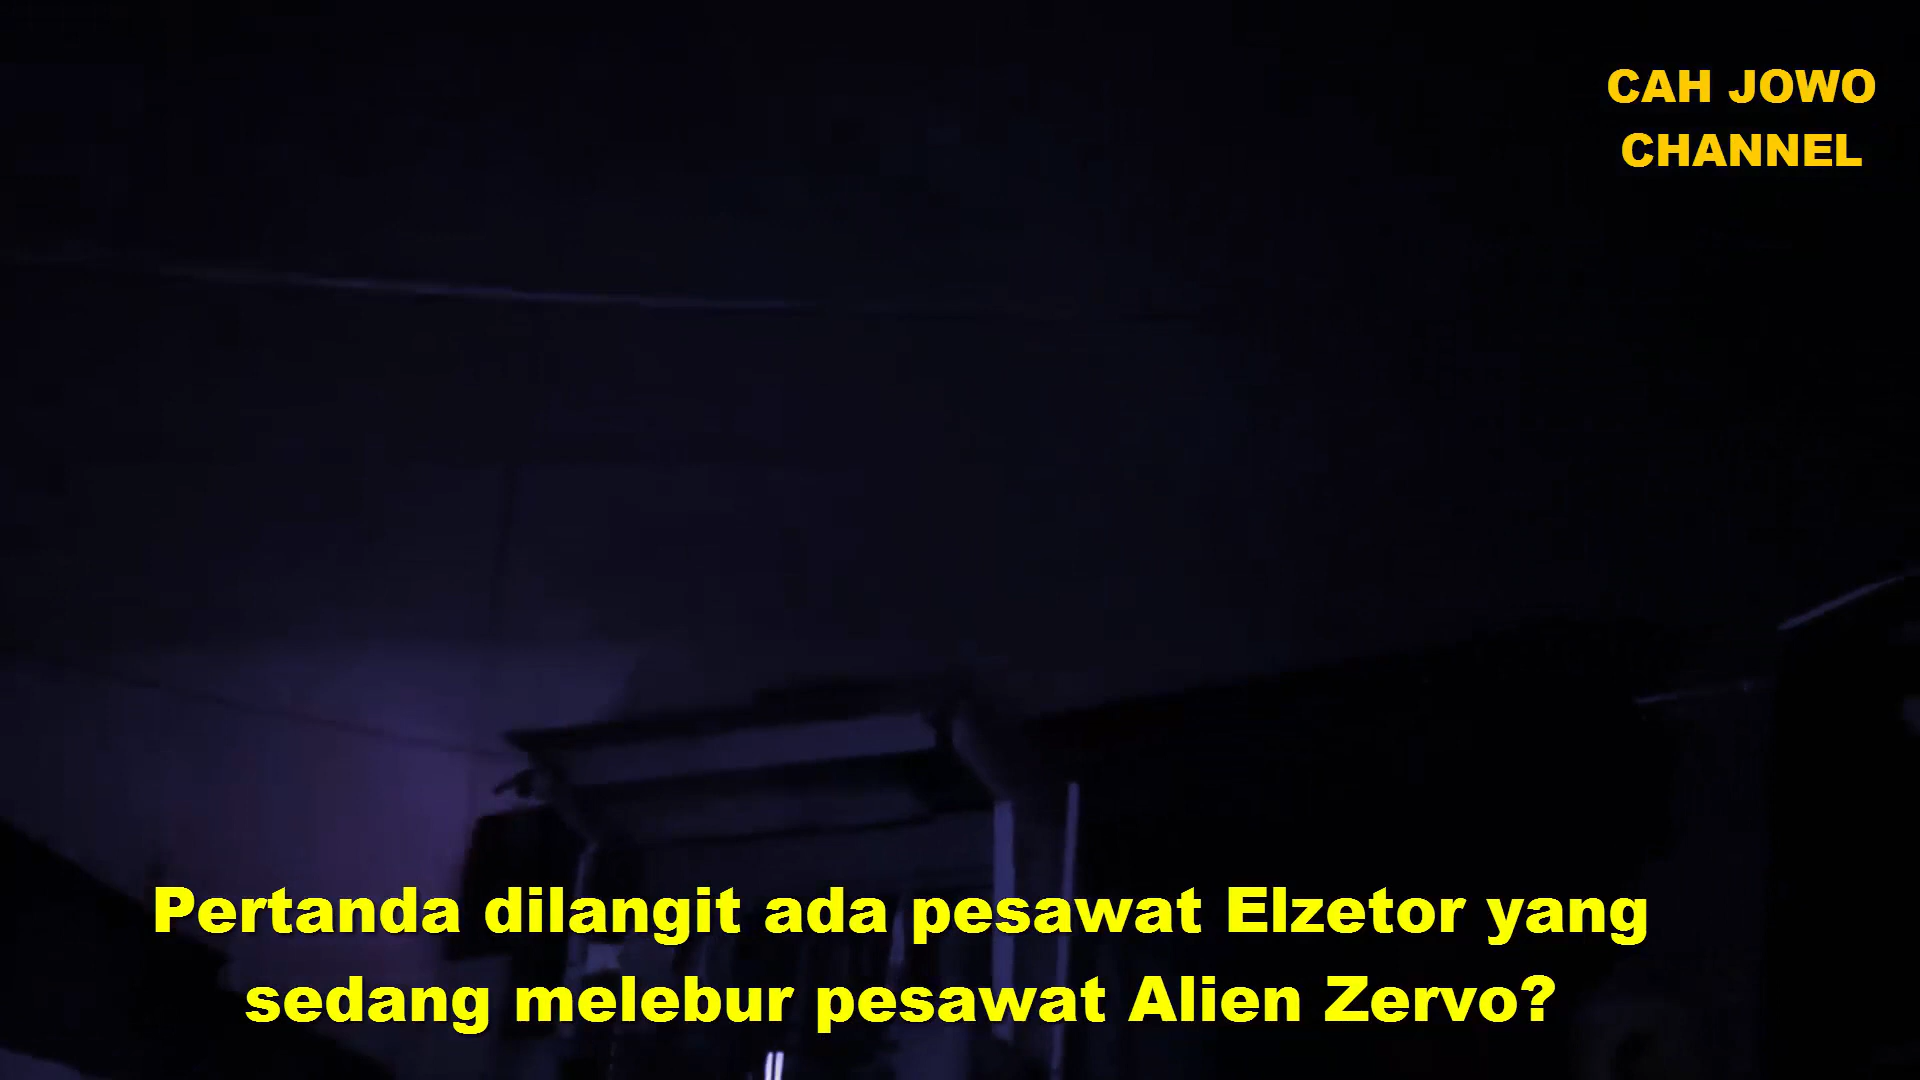 CAH JOWO
CHANNEL
Pertanda dilangit ada pesawat Elzetor yang
sedang melebur pesawat Alien Zervo?